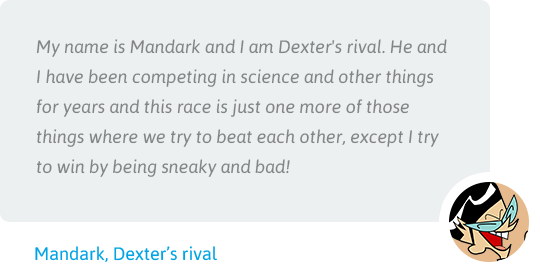 My name is Mandark and I am Dexter's rival. He and
I have been competing in science and other things
for years and this race is just one more of those
things where we try to beat each other, except I try
to win by being sneaky and bad!
Mandark, Dexter’s rival